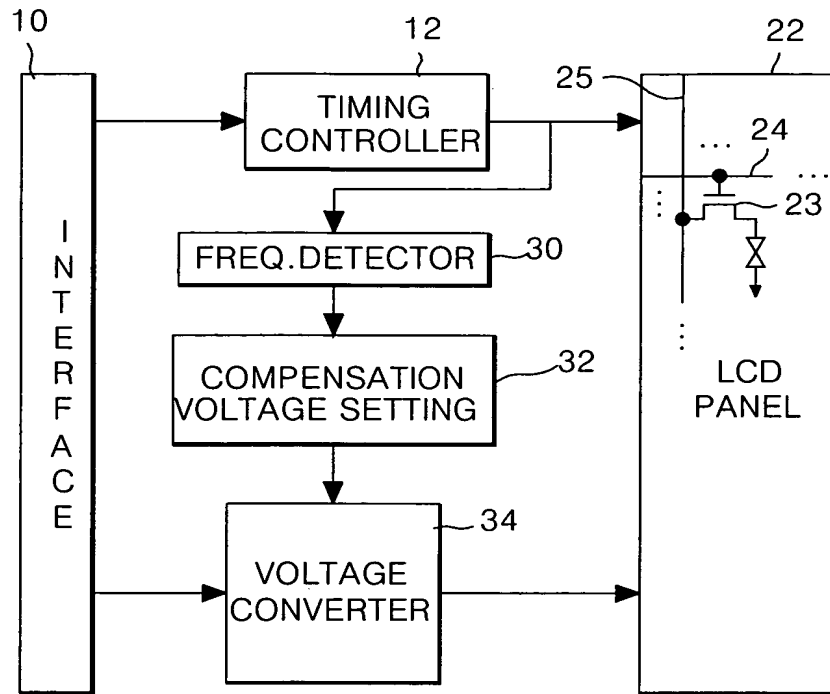 10
12
22
TIMING
CONTROLLER
25
...
24
...
...
23
INTERFACE
FREQ.DETECTOR
30
...
COMPENSATION
VOLTAGE SETTING
32
LCD
PANEL
34
VOLTAGE
CONVERTER